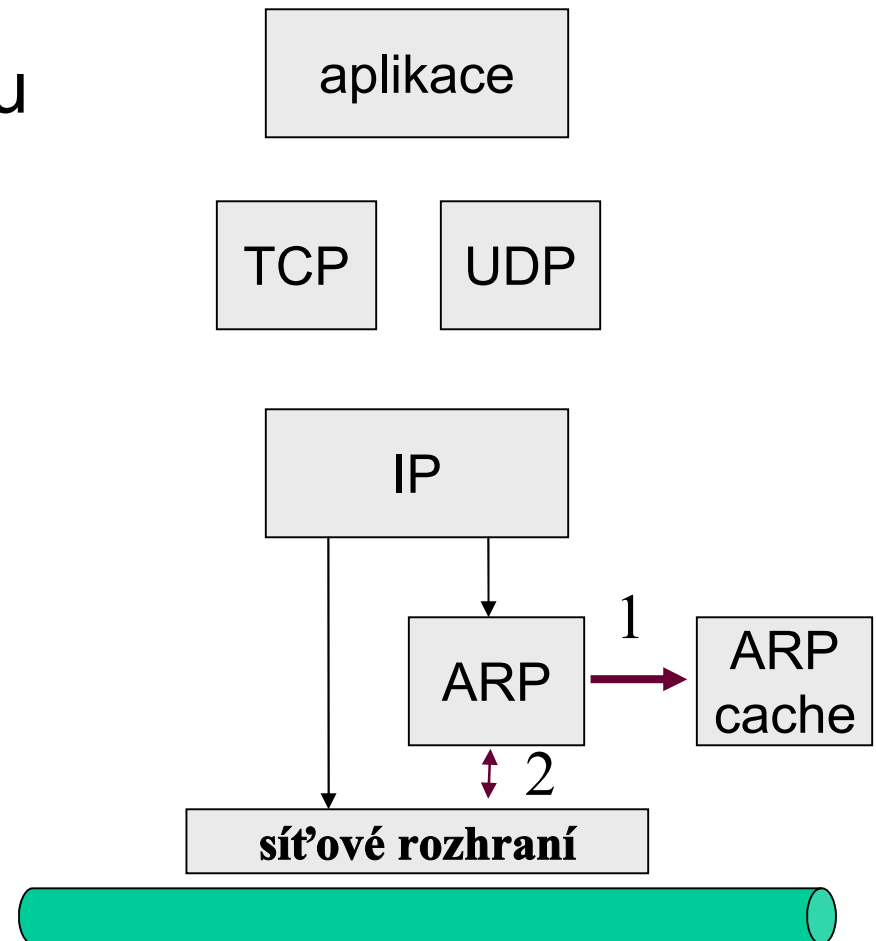 u
aplikace
TCP
UDP
IP
1
ARP
ARP
cache
2
síťové rozhraní